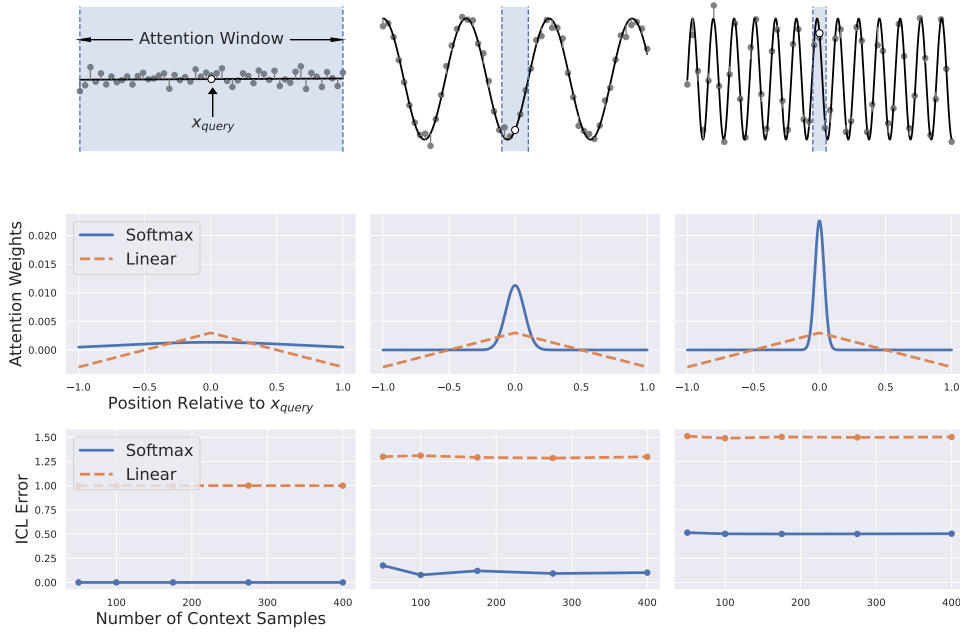 Attention Window
x_query
Attention Weights
0.020
0.015
0.010
0.005
0.000
Softmax
Linear
−1.0 −0.5 0.0 0.5 1.0
−1.0 −0.5 0.0 0.5 1.0
−1.0 −0.5 0.0 0.5 1.0
Position Relative to x_query
ICL Error
1.50
1.25
1.00
0.75
0.50
0.25
0.00
Softmax
Linear
100 200 300 400
100 200 300 400
100 200 300 400
Number of Context Samples